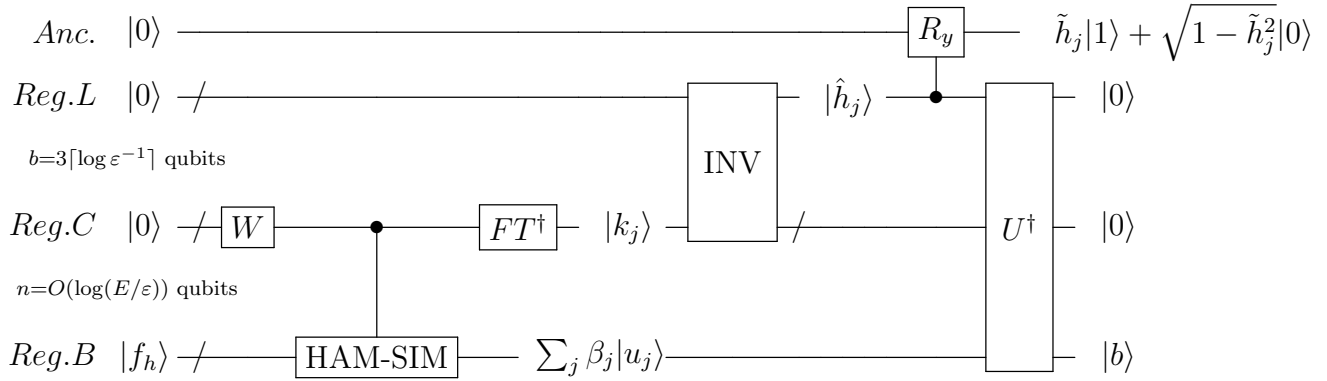 Anc. |0⟩ R_y h̃_j|1⟩ + √(1 − h̃_j^2)|0⟩
Reg.L |0⟩ |ĥ_j⟩ |0⟩
b=3⌈log ε^{−1}⌉ qubits
INV
Reg.C |0⟩ W FT^† |k_j⟩ U^† |0⟩
n=O(log(E/ε)) qubits
Reg.B |f_h⟩ HAM-SIM ∑_j β_j|u_j⟩ |b⟩